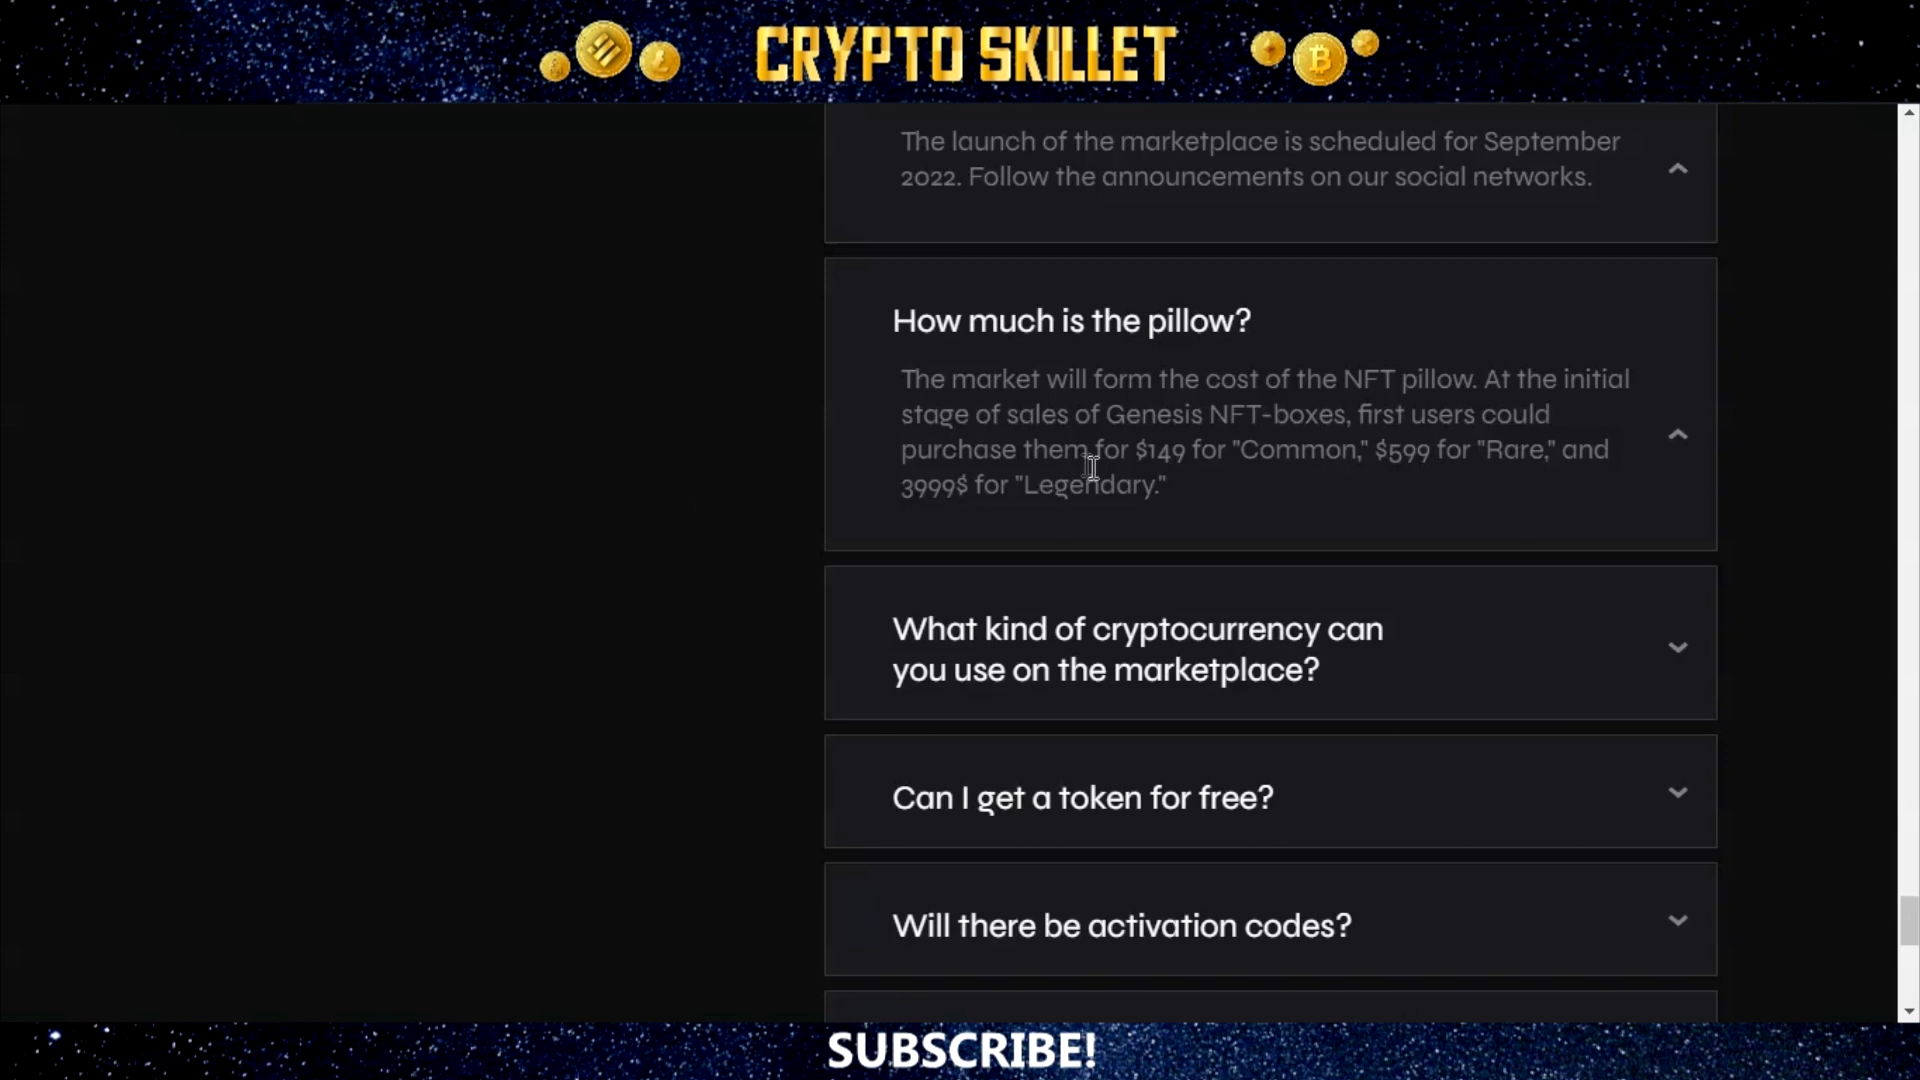 CRYPTO SKILLET
The launch of the marketplace is scheduled for September
2022. Follow the announcements on our social networks.
How much is the pillow?
The market will form the cost of the NFT pillow. At the initial
stage of sales of Genesis NFT-boxes, first users could
purchase them for $149 for "Common," $599 for "Rare," and
3999$ for "Legendary."
What kind of cryptocurrency can
you use on the marketplace?
Can I get a token for free?
Will there be activation codes?
SUBSCRIBE!